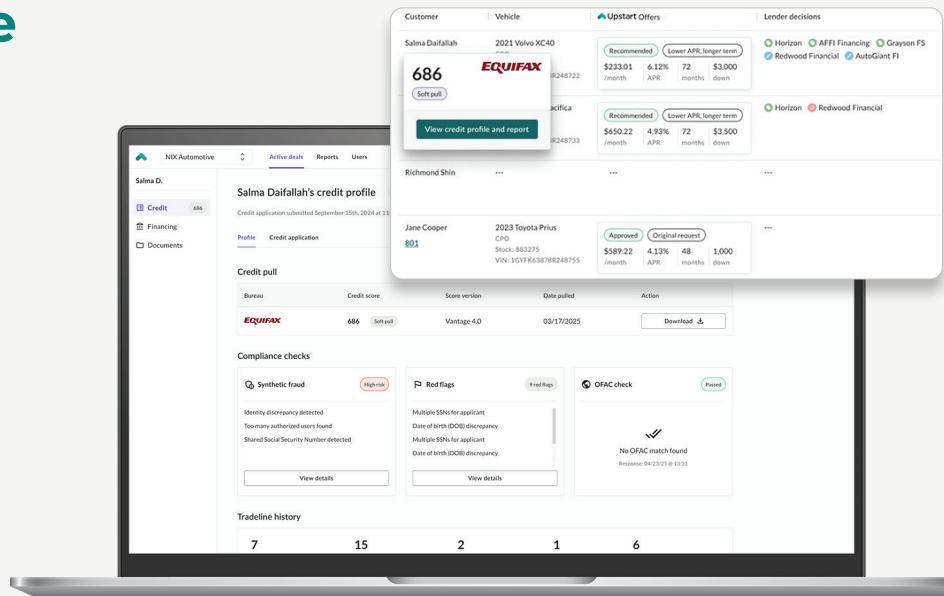 e
Customer Vehicle Upstart Offers Lender decisions
Salma Daifallah 2021 Volvo XC40 Recommended Lower APR, longer term Horizon AFFI Financing Grayson FS
Redwood Financial AutoGiant FI
$233.01 6.12% 72 $3,000
/month APR months down
686 EQUIFAX
Soft pull
R248722
View credit profile and report
acifica
R248733
Recommended Lower APR, longer term Horizon Redwood Financial
$650.22 4.93% 72 $3,500
/month APR months down
Richmond Shin --- --- ---
Jane Cooper 2023 Toyota Prius Approved Original request ---
801 CPO
Stock: 883275
VIN: 1GYFK63878R248755
$589.22 4.13% 48 1,000
/month APR months down
NIX Automotive Active deals Reports Users
Salma D.
Credit 686
Financing
Documents
Salma Daifallah's credit profile
Credit application submitted September 15th, 2024 at 11
Profile Credit application
Credit pull
Bureau Credit score Score version Date pulled Action
EQUIFAX 686 Soft pull Vantage 4.0 03/17/2025 Download
Compliance checks
Synthetic fraud High risk
Identity discrepancy detected
Too many authorized users found
Shared Social Security Number detected
View details
Red flags 9 red flags
Multiple SSNs for applicant
Date of birth (DOB) discrepancy
Multiple SSNs for applicant
Date of birth (DOB) discrepancy
View details
OFAC check Passed
No OFAC match found
Response: 04/23/25 @ 13:31
Tradeline history
7 15 2 1 6